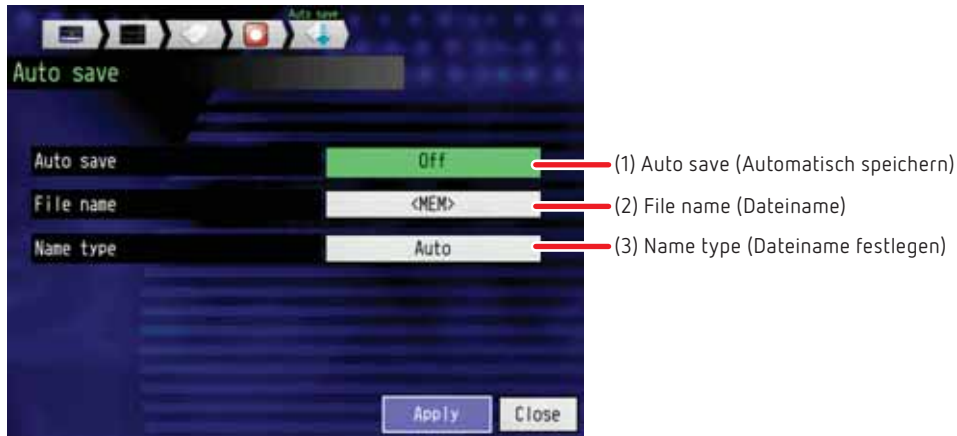 Auto save
Auto save
Auto save Off (1) Auto save (Automatisch speichern)
File name <MEM> (2) File name (Dateiname)
Name type Auto (3) Name type (Dateiname festlegen)
Apply Close